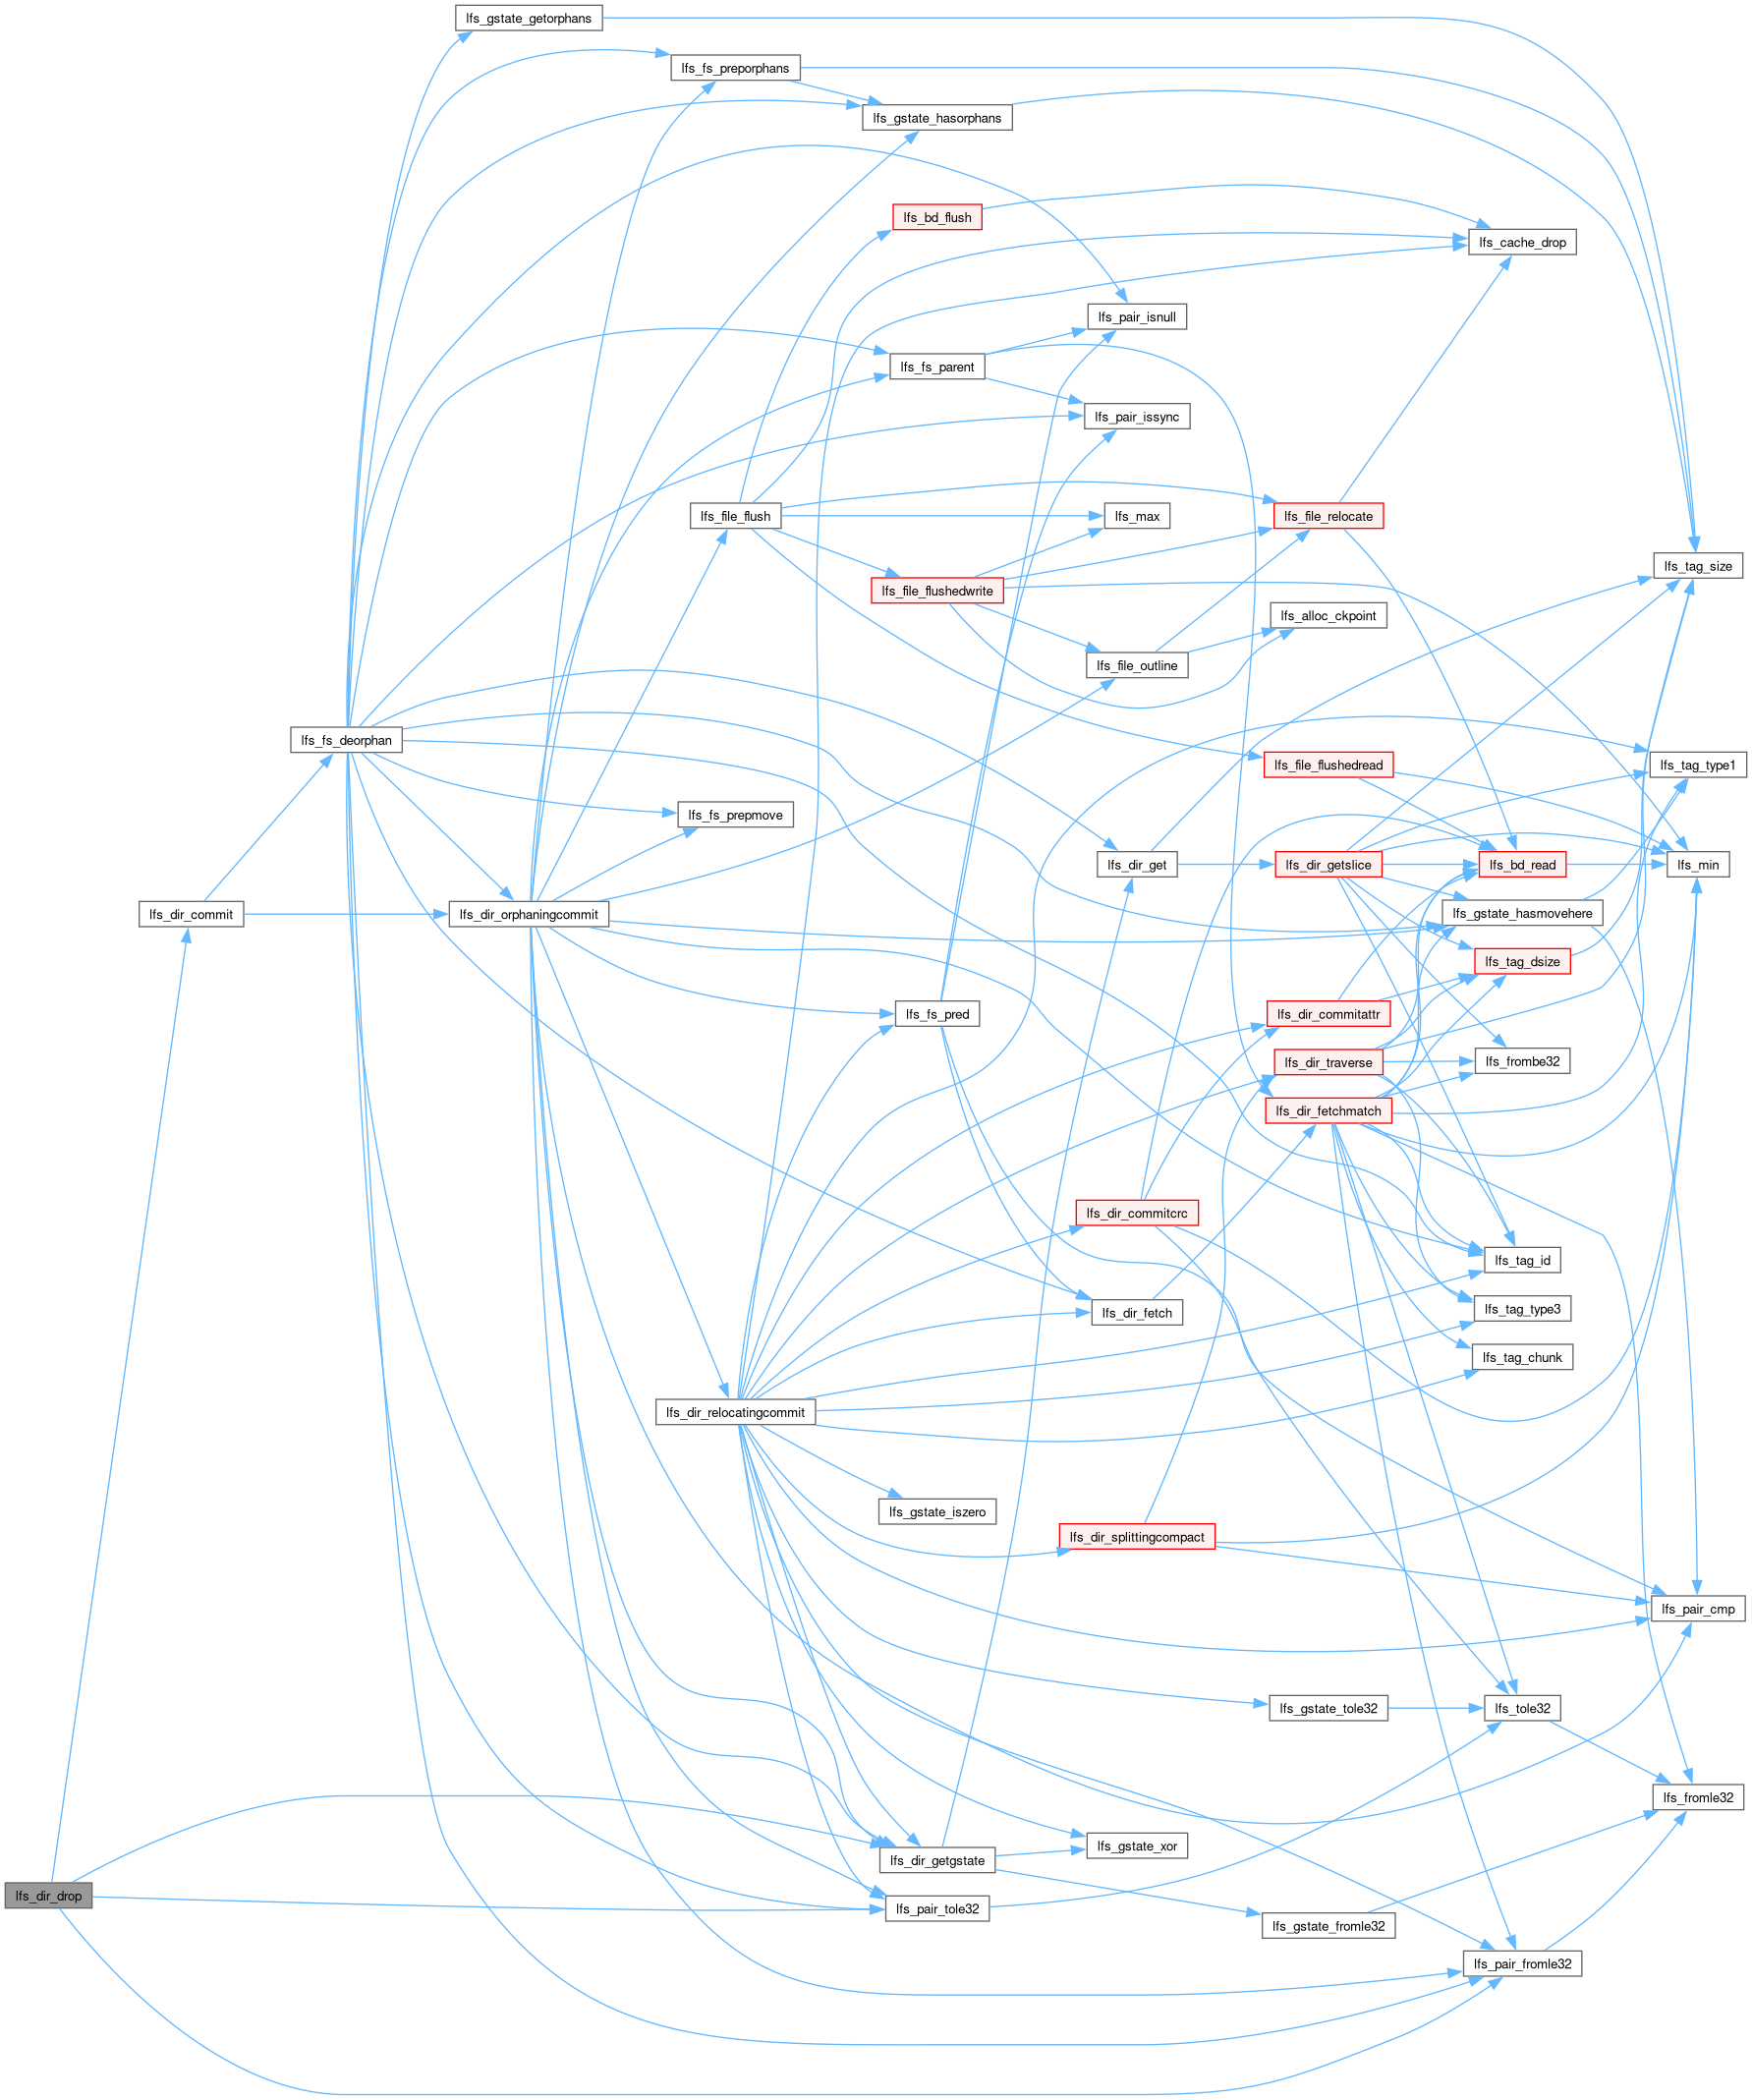 lfs_gstate_getorphans
lfs_fs_preporphans
lfs_gstate_hasorphans
lfs_bd_flush
lfs_cache_drop
lfs_pair_isnull
lfs_fs_parent
lfs_pair_issync
lfs_file_flush
lfs_max
lfs_file_relocate
lfs_tag_size
lfs_file_flushedwrite
lfs_alloc_ckpoint
lfs_file_outline
lfs_fs_deorphan
lfs_file_flushedread
lfs_tag_type1
lfs_fs_prepmove
lfs_dir_get
lfs_dir_getslice
lfs_bd_read
lfs_min
lfs_dir_commit
lfs_dir_orphaningcommit
lfs_gstate_hasmovehere
lfs_tag_dsize
lfs_fs_pred
lfs_dir_commitattr
lfs_dir_traverse
lfs_frombe32
lfs_dir_fetchmatch
lfs_dir_commitcrc
lfs_tag_id
lfs_dir_fetch
lfs_tag_type3
lfs_tag_chunk
lfs_dir_relocatingcommit
lfs_gstate_iszero
lfs_dir_splittingcompact
lfs_pair_cmp
lfs_gstate_tole32
lfs_tole32
lfs_fromle32
lfs_gstate_xor
lfs_dir_getgstate
lfs_dir_drop
lfs_pair_tole32
lfs_gstate_fromle32
lfs_pair_fromle32